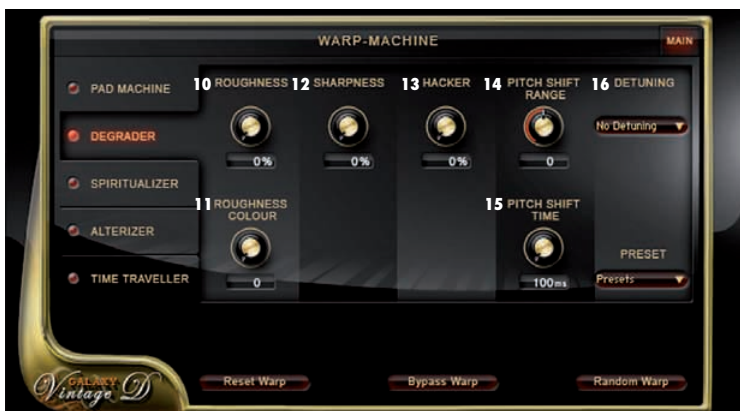 WARP-MACHINE
MAIN
PAD MACHINE
DEGRADER
SPIRITUALIZER
ALTERIZER
TIME TRAVELLER
10 ROUGHNESS
0%
11 ROUGHNESS
COLOUR
0
12 SHARPNESS
0%
13 HACKER
0%
14 PITCH SHIFT
RANGE
0
15 PITCH SHIFT
TIME
100ms
16 DETUNING
No Detuning
PRESET
Presets
GALAXY
Vintage D
Reset Warp
Bypass Warp
Random Warp